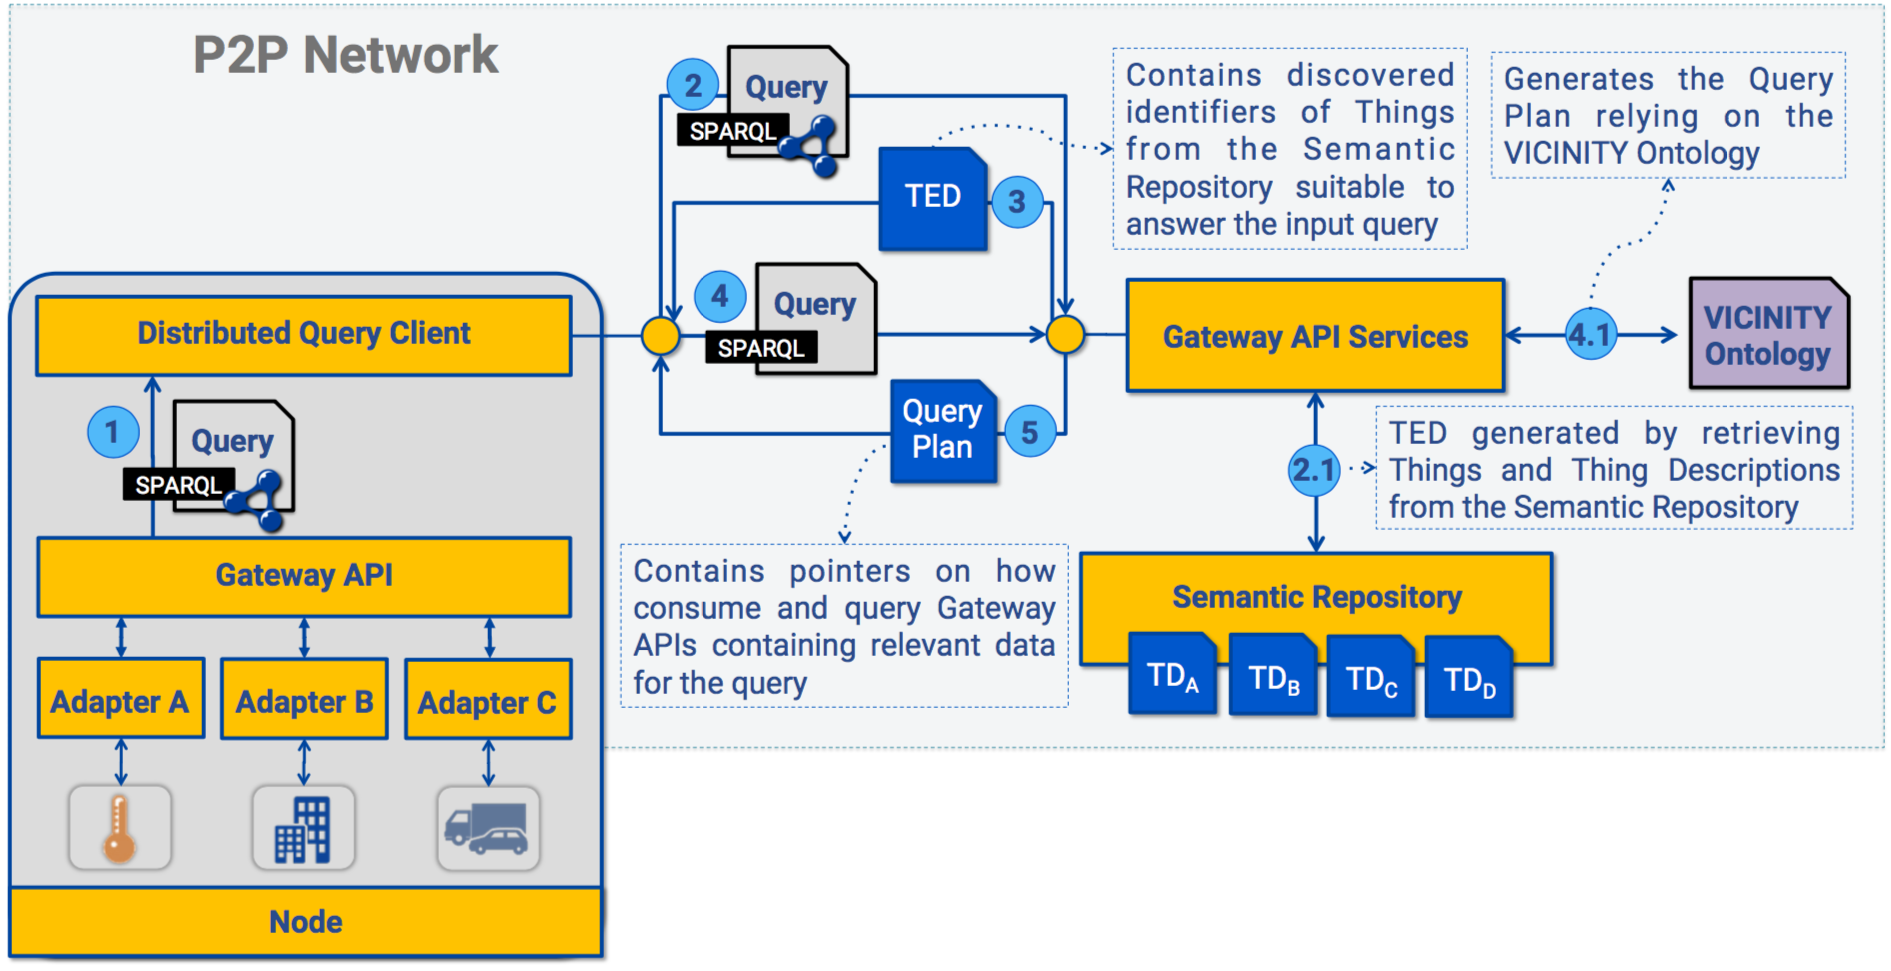 P2P Network
2
Query
SPARQL
TED
3
Contains discovered
identifiers of Things
from the Semantic
Repository suitable to
answer the input query
Generates the Query
Plan relying on the
VICINITY Ontology
4
Query
SPARQL
Distributed Query Client
Gateway API Services
4.1
VICINITY
Ontology
1
Query
SPARQL
Query
Plan
5
2.1
TED generated by retrieving
Things and Thing Descriptions
from the Semantic Repository
Gateway API
Contains pointers on how
consume and query Gateway
APIs containing relevant data
for the query
Semantic Repository
TDA
TDB
TDC
TDD
Adapter A
Adapter B
Adapter C
Node